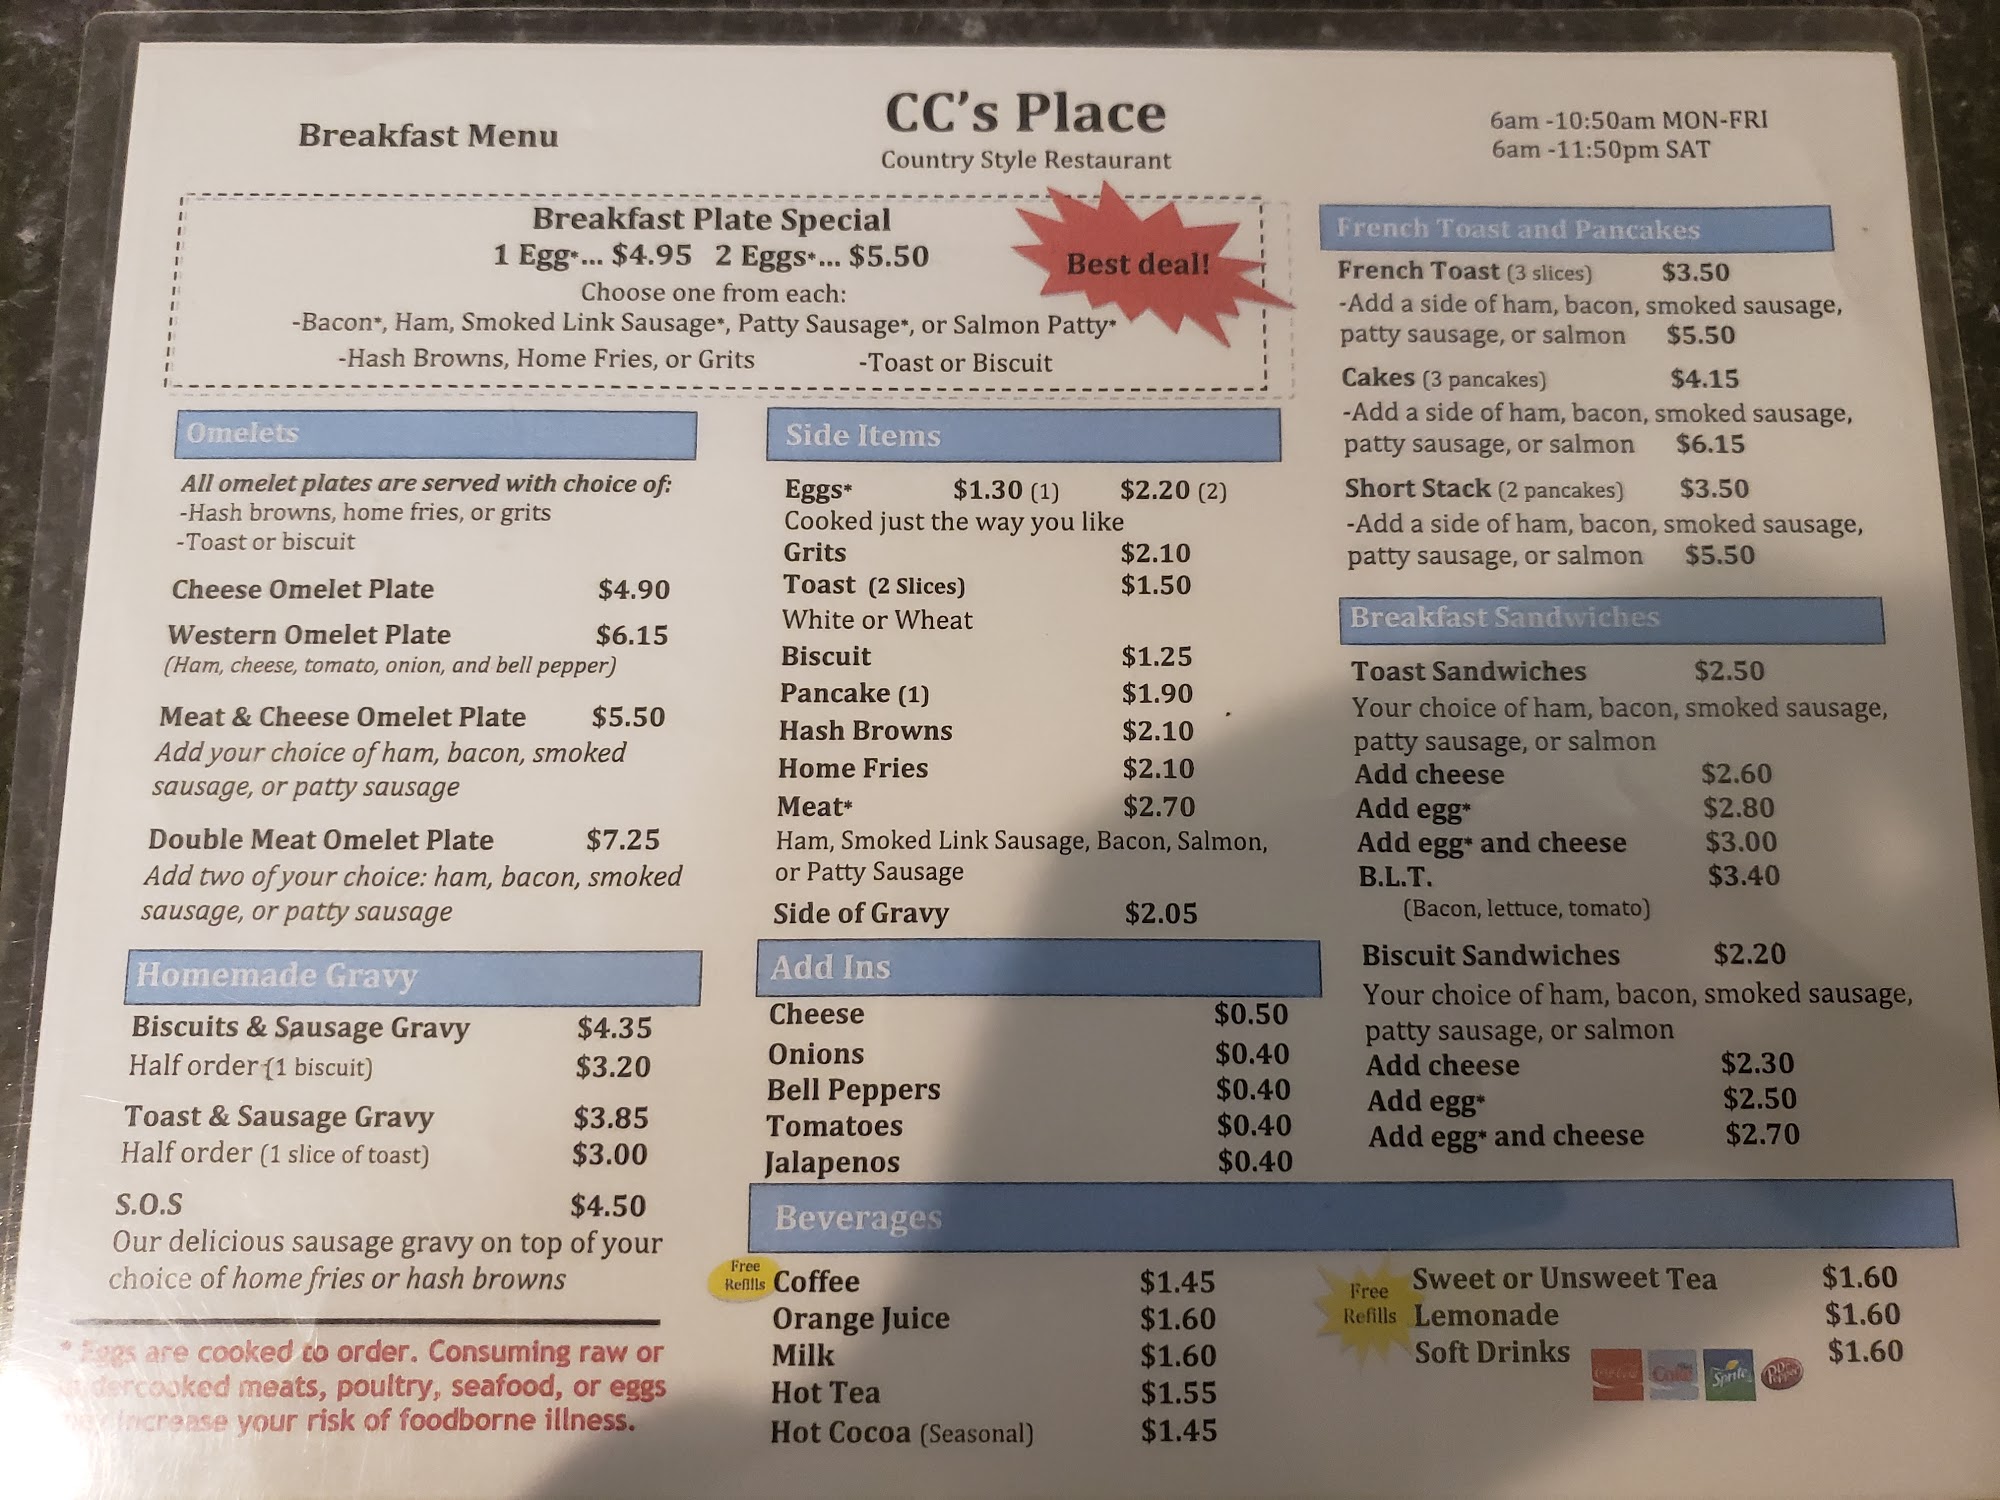 CC's Place
Country Style Restaurant
Breakfast Menu
6am -10:50am MON-FRI
6am -11:50pm SAT
Breakfast Plate Special
1 Egg*... $4.95 2 Eggs*... $5.50
Choose one from each:
-Bacon*, Ham, Smoked Link Sausage*, Patty Sausage*, or Salmon Patty*
-Hash Browns, Home Fries, or Grits -Toast or Biscuit
Best deal!
Omelets
All omelet plates are served with choice of:
-Hash browns, home fries, or grits
-Toast or biscuit
Cheese Omelet Plate $4.90
Western Omelet Plate $6.15
(Ham, cheese, tomato, onion, and bell pepper)
Meat & Cheese Omelet Plate $5.50
Add your choice of ham, bacon, smoked
sausage, or patty sausage
Double Meat Omelet Plate $7.25
Add two of your choice: ham, bacon, smoked
sausage, or patty sausage
Homemade Gravy
Biscuits & Sausage Gravy $4.35
Half order (1 biscuit) $3.20
Toast & Sausage Gravy $3.85
Half order (1 slice of toast) $3.00
S.O.S $4.50
Our delicious sausage gravy on top of your
choice of home fries or hash browns
* Eggs are cooked to order. Consuming raw or
undercooked meats, poultry, seafood, or eggs
may increase your risk of foodborne illness.
Side Items
Eggs* $1.30 (1) $2.20 (2)
Cooked just the way you like
Grits $2.10
Toast (2 Slices) $1.50
White or Wheat
Biscuit $1.25
Pancake (1) $1.90
Hash Browns $2.10
Home Fries $2.10
Meat* $2.70
Ham, Smoked Link Sausage, Bacon, Salmon,
or Patty Sausage
Side of Gravy $2.05
Add Ins
Cheese $0.50
Onions $0.40
Bell Peppers $0.40
Tomatoes $0.40
Jalapenos $0.40
French Toast and Pancakes
French Toast (3 slices) $3.50
-Add a side of ham, bacon, smoked sausage,
patty sausage, or salmon $5.50
Cakes (3 pancakes) $4.15
-Add a side of ham, bacon, smoked sausage,
patty sausage, or salmon $6.15
Short Stack (2 pancakes) $3.50
-Add a side of ham, bacon, smoked sausage,
patty sausage, or salmon $5.50
Breakfast Sandwiches
Toast Sandwiches $2.50
Your choice of ham, bacon, smoked sausage,
patty sausage, or salmon
Add cheese $2.60
Add egg* $2.80
Add egg* and cheese $3.00
B.L.T. $3.40
(Bacon, lettuce, tomato)
Biscuit Sandwiches $2.20
Your choice of ham, bacon, smoked sausage,
patty sausage, or salmon
Add cheese $2.30
Add egg* $2.50
Add egg* and cheese $2.70
Beverages
Free
Refills
Coffee $1.45
Orange Juice $1.60
Milk $1.60
Hot Tea $1.55
Hot Cocoa (Seasonal) $1.45
Free
Refills
Sweet or Unsweet Tea $1.60
Lemonade $1.60
Soft Drinks $1.60
Coca-Cola Coke Sprite Dr Pepper